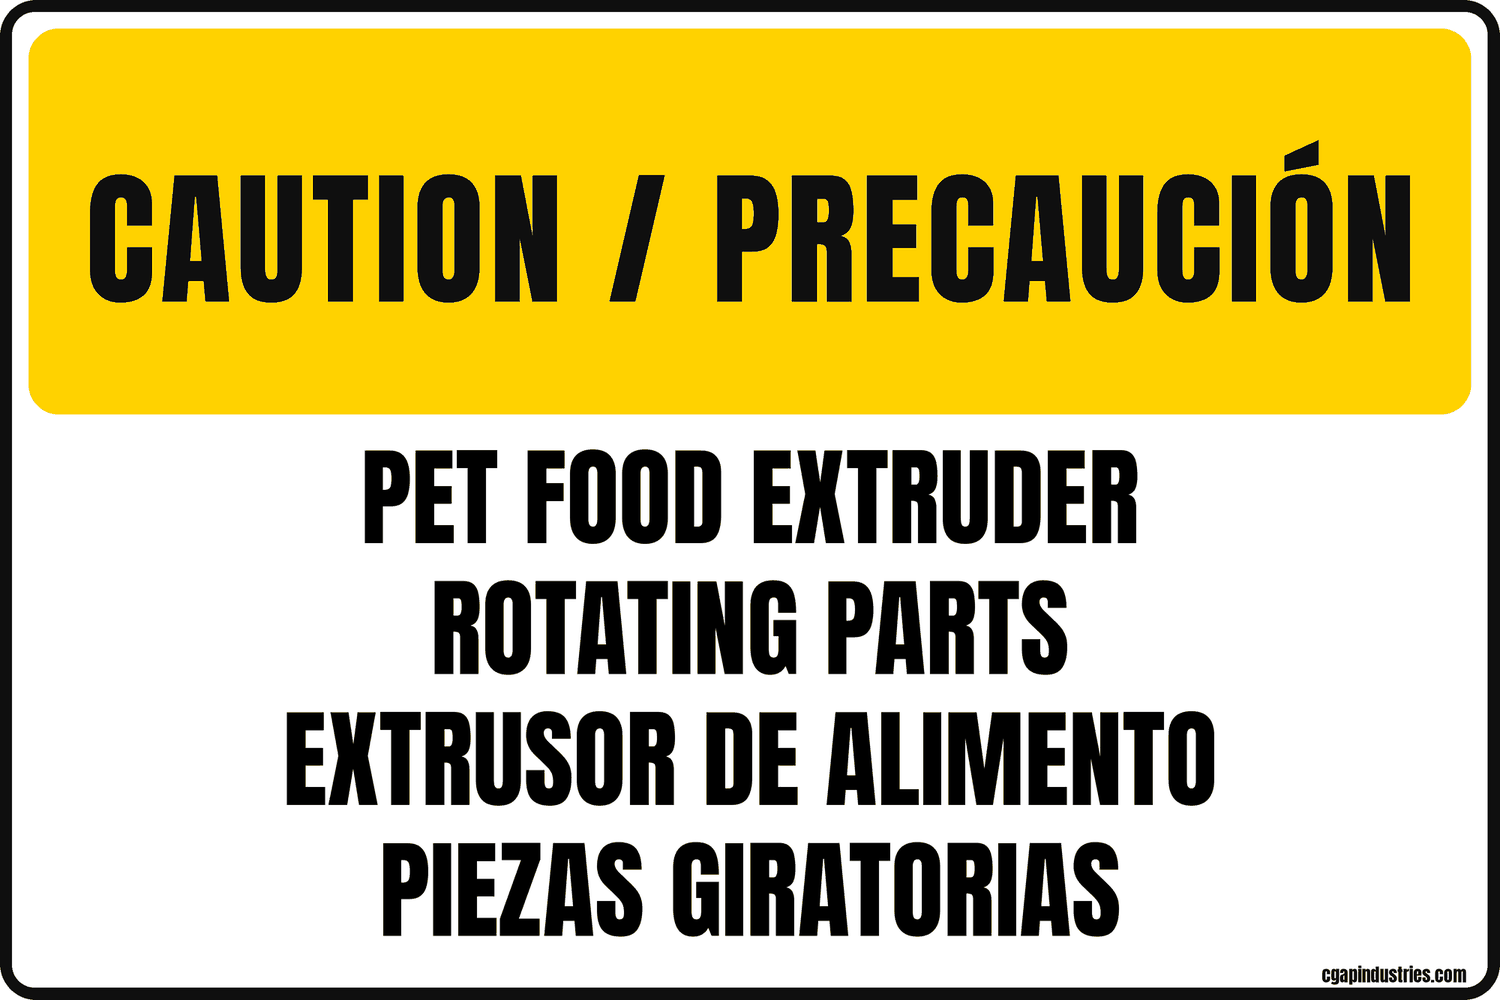 CAUTION / PRECAUCIÓN
PET FOOD EXTRUDER
ROTATING PARTS
EXTRUSOR DE ALIMENTO
PIEZAS GIRATORIAS
cgapindustries.com